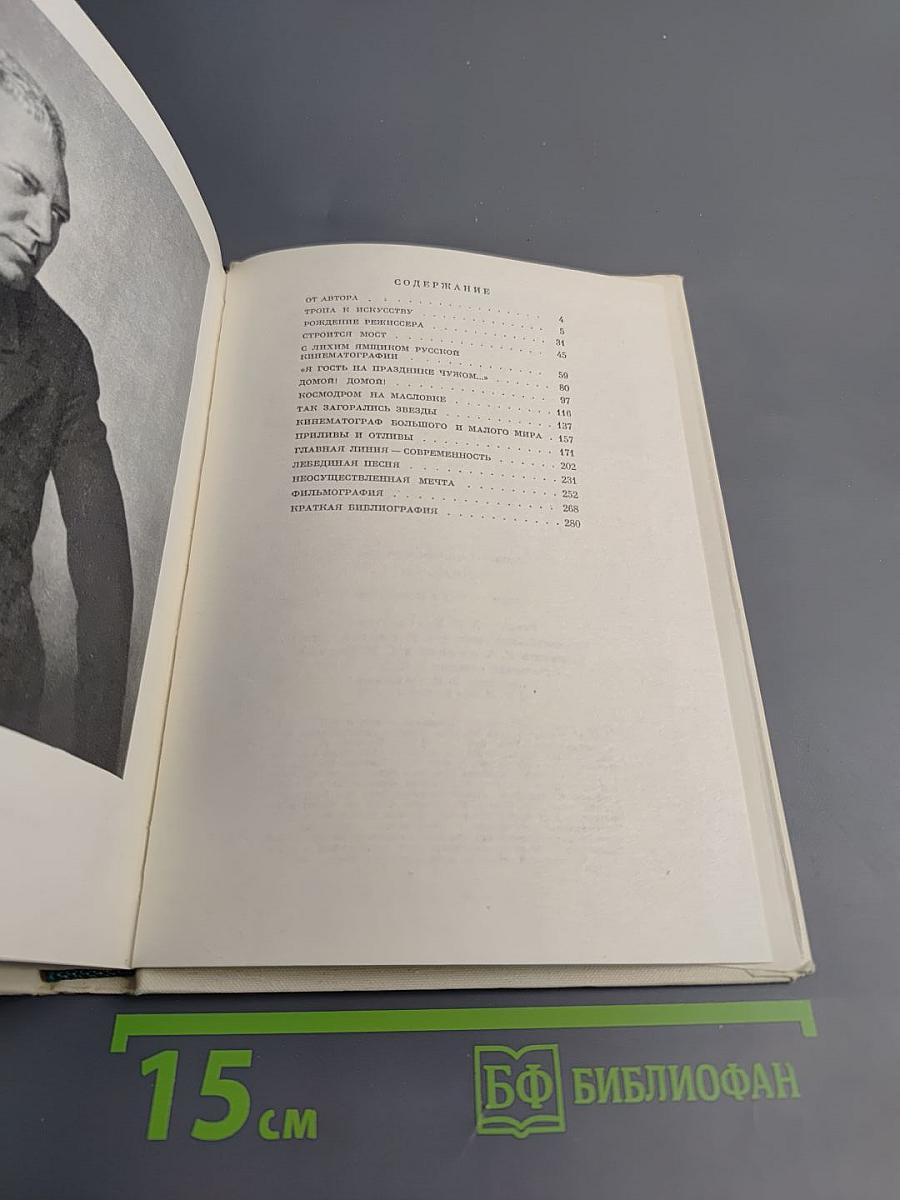 СОДЕРЖАНИЕ
ОТ АВТОРА . . . . . . . . . . . . 4
ТРОПА К ИСКУССТВУ . . . . . . . . . 5
РОЖДЕНИЕ РЕЖИССЕРА . . . . . . . . 31
СТРОИТСЯ МОСТ . . . . . . . . . . 45
С ЛИХИМ ЯМЩИКОМ РУССКОЙ
КИНЕМАТОГРАФИИ . . . . . . . . . . 59
«Я ГОСТЬ НА ПРАЗДНИКЕ ЧУЖОМ...» . . . . . 80
ДОМОЙ! ДОМОЙ! . . . . . . . . . . 97
КОСМОДРОМ НА МАСЛОВКЕ . . . . . . . 116
ТАК ЗАГОРАЛИСЬ ЗВЕЗДЫ . . . . . . . . 137
КИНЕМАТОГРАФ БОЛЬШОГО И МАЛОГО МИРА . 157
ПРИЛИВЫ И ОТЛИВЫ . . . . . . . . . 171
ГЛАВНАЯ ЛИНИЯ — СОВРЕМЕННОСТЬ . . . . . 202
ЛЕБЕДИНАЯ ПЕСНЯ . . . . . . . . . . 231
НЕОСУЩЕСТВЛЕННАЯ МЕЧТА . . . . . . . 252
ФИЛЬМОГРАФИЯ . . . . . . . . . . . 268
КРАТКАЯ БИБЛИОГРАФИЯ . . . . . . . . 280
15 см
БФ БИБЛИОФАН